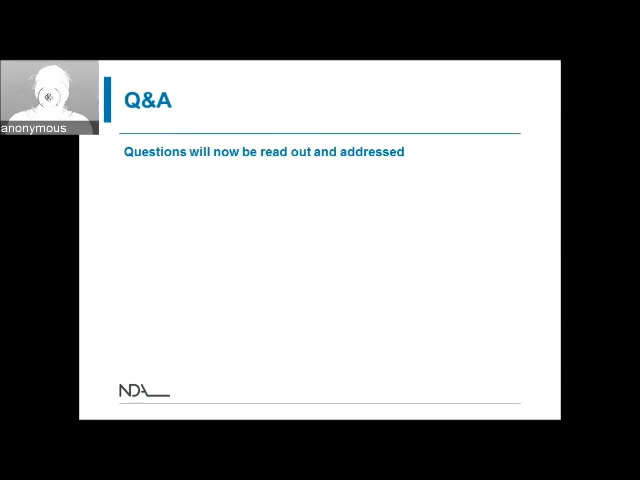 anonymous
Q&A
Questions will now be read out and addressed
NDA